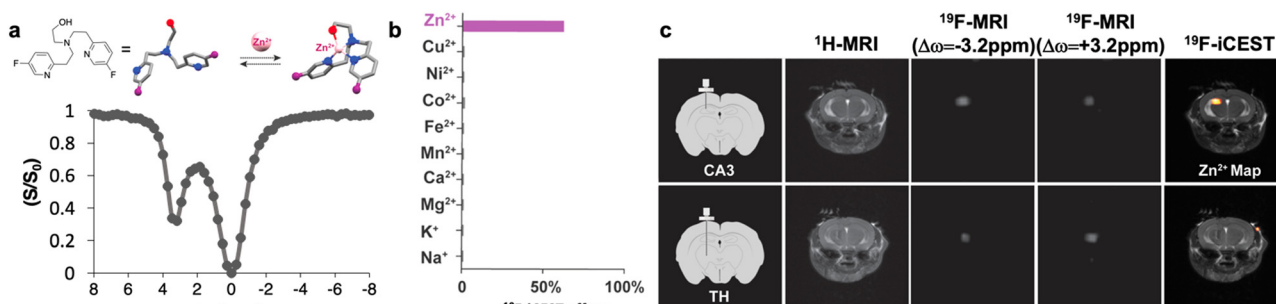 a
OH
N
F
N
N
F
=
Zn²⁺
Zn²⁺
(S/S₀)
1
0.8
0.6
0.4
0.2
0
8 6 4 2 0 -2 -4 -6 -8
b
Zn²⁺
Cu²⁺
Ni²⁺
Co²⁺
Fe²⁺
Mn²⁺
Ca²⁺
Mg²⁺
K⁺
Na⁺
0 50% 100%
c
¹H-MRI
¹⁹F-MRI
(Δω=-3.2ppm)
¹⁹F-MRI
(Δω=+3.2ppm)
¹⁹F-iCEST
CA3
Zn²⁺ Map
TH